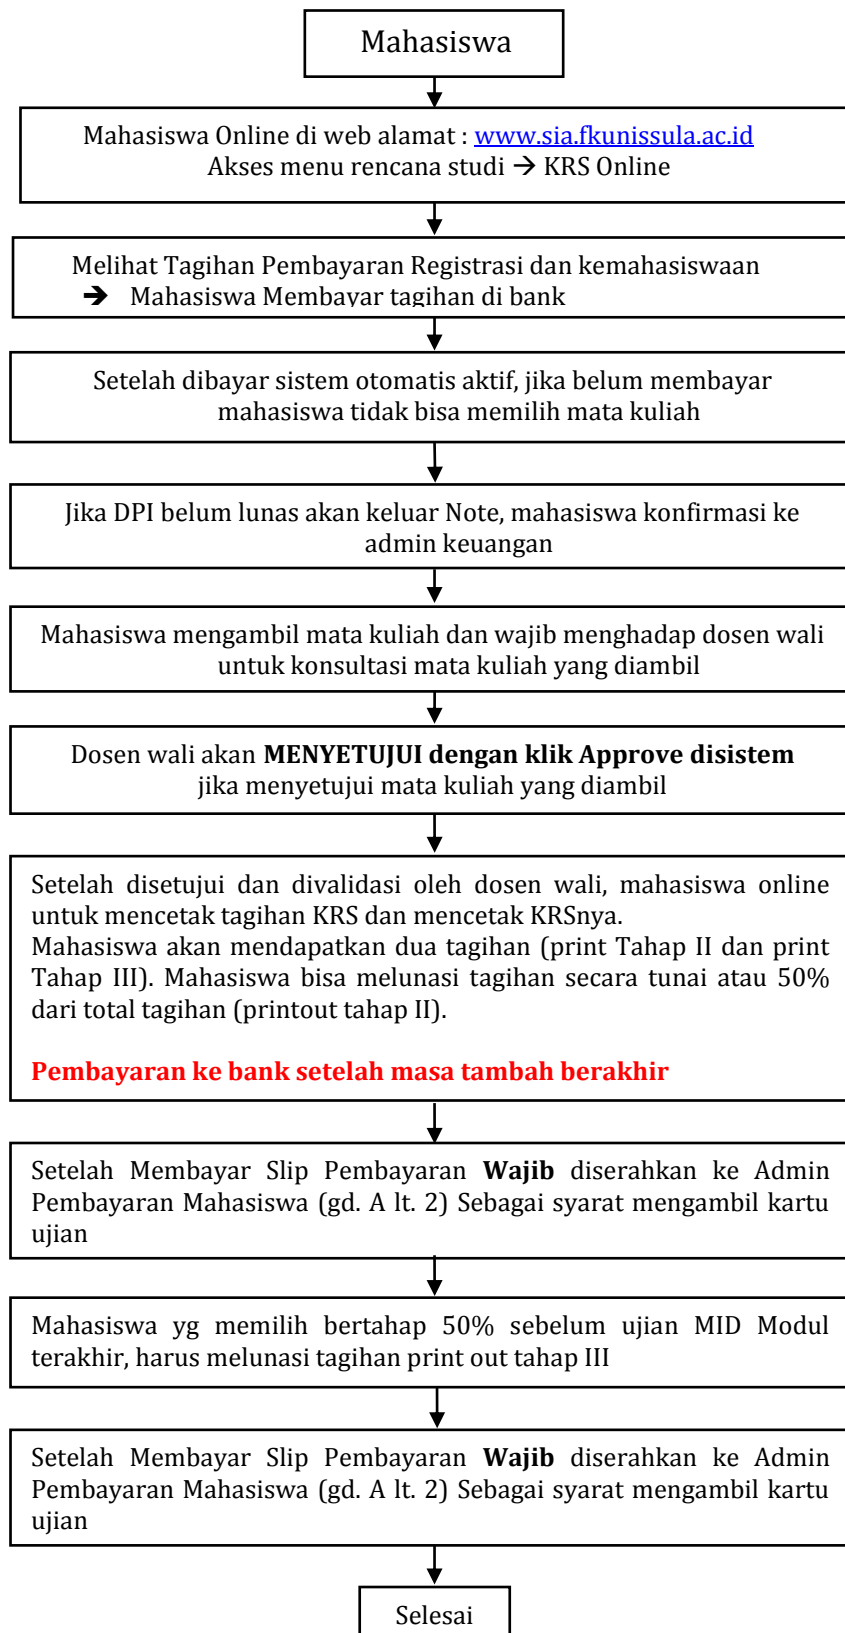 Mahasiswa
Mahasiswa Online di web alamat : www.sia.fkunissula.ac.id
Akses menu rencana studi → KRS Online
Melihat Tagihan Pembayaran Registrasi dan kemahasiswaan
➔ Mahasiswa Membayar tagihan di bank
Setelah dibayar sistem otomatis aktif, jika belum membayar
mahasiswa tidak bisa memilih mata kuliah
Jika DPI belum lunas akan keluar Note, mahasiswa konfirmasi ke
admin keuangan
Mahasiswa mengambil mata kuliah dan wajib menghadap dosen wali
untuk konsultasi mata kuliah yang diambil
Dosen wali akan MENYETUJUI dengan klik Approve disistem
jika menyetujui mata kuliah yang diambil
Setelah disetujui dan divalidasi oleh dosen wali, mahasiswa online
untuk mencetak tagihan KRS dan mencetak KRSnya.
Mahasiswa akan mendapatkan dua tagihan (print Tahap II dan print
Tahap III). Mahasiswa bisa melunasi tagihan secara tunai atau 50%
dari total tagihan (printout tahap II).
Pembayaran ke bank setelah masa tambah berakhir
Setelah Membayar Slip Pembayaran Wajib diserahkan ke Admin
Pembayaran Mahasiswa (gd. A lt. 2) Sebagai syarat mengambil kartu
ujian
Mahasiswa yg memilih bertahap 50% sebelum ujian MID Modul
terakhir, harus melunasi tagihan print out tahap III
Setelah Membayar Slip Pembayaran Wajib diserahkan ke Admin
Pembayaran Mahasiswa (gd. A lt. 2) Sebagai syarat mengambil kartu
ujian
Selesai